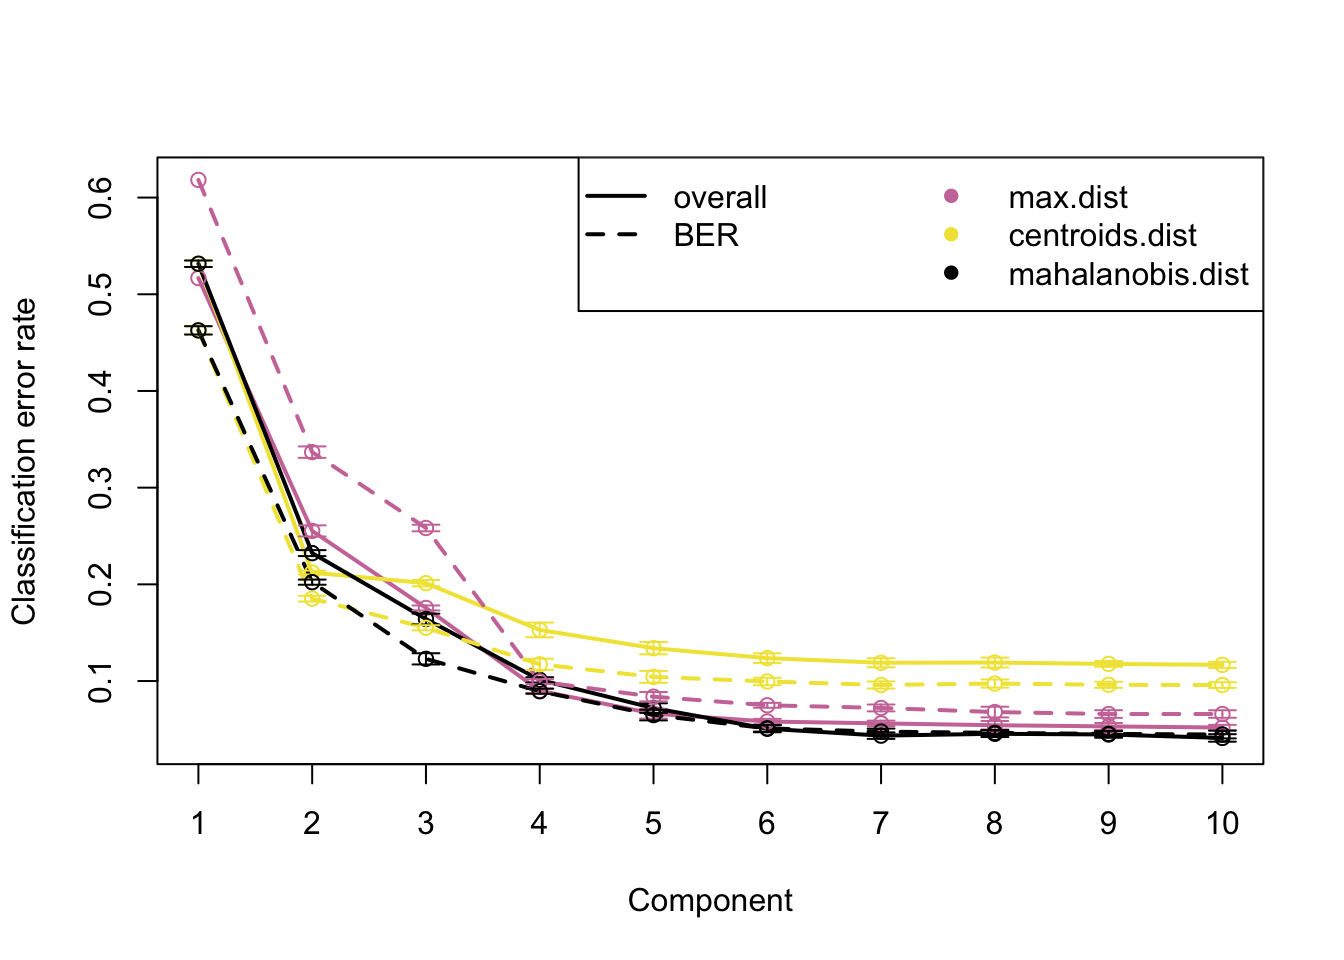 overall
BER
max.dist
centroids.dist
mahalanobis.dist
Classification error rate
0.6
0.5
0.4
0.3
0.2
0.1
1 2 3 4 5 6 7 8 9 10
Component